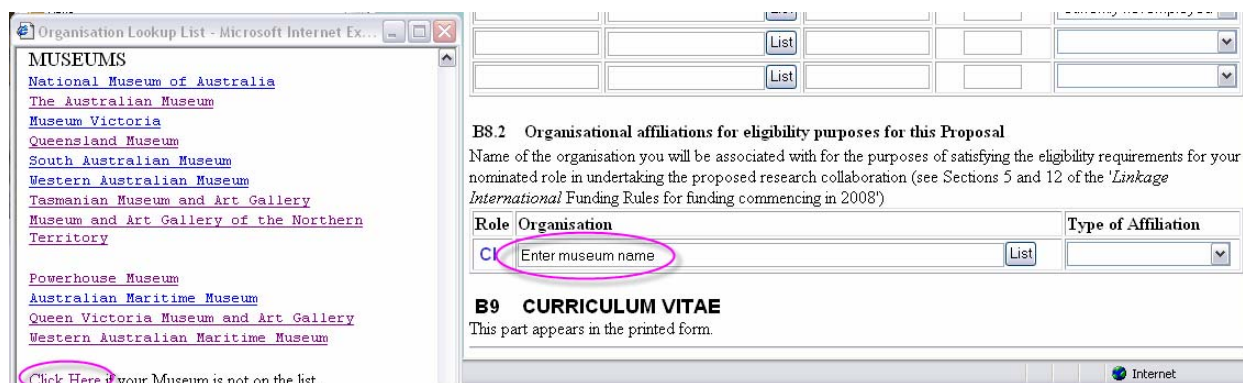 Organisation Lookup List - Microsoft Internet Ex...
MUSEUMS
National Museum of Australia
The Australian Museum
Museum Victoria
Queensland Museum
South Australian Museum
Western Australian Museum
Tasmanian Museum and Art Gallery
Museum and Art Gallery of the Northern
Territory
Powerhouse Museum
Australian Maritime Museum
Queen Victoria Museum and Art Gallery
Western Australian Maritime Museum
Click Here if your Museum is not on the list
List
List
B8.2 Organisational affiliations for eligibility purposes for this Proposal
Name of the organisation you will be associated with for the purposes of satisfying the eligibility requirements for your
nominated role in undertaking the proposed research collaboration (see Sections 5 and 12 of the 'Linkage
International Funding Rules for funding commencing in 2008')
Role Organisation Type of Affiliation
CI Enter museum name List
B9 CURRICULUM VITAE
This part appears in the printed form.
Internet